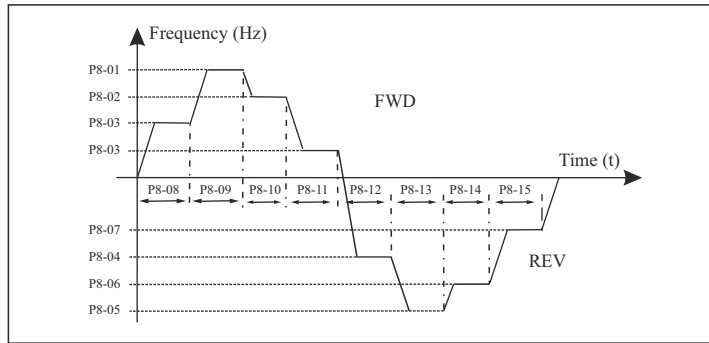 Frequency (Hz)
P8-01
P8-02
FWD
P8-03
P8-03
Time (t)
P8-08
P8-09
P8-10
P8-11
P8-12
P8-13
P8-14
P8-15
P8-07
P8-04
REV
P8-06
P8-05